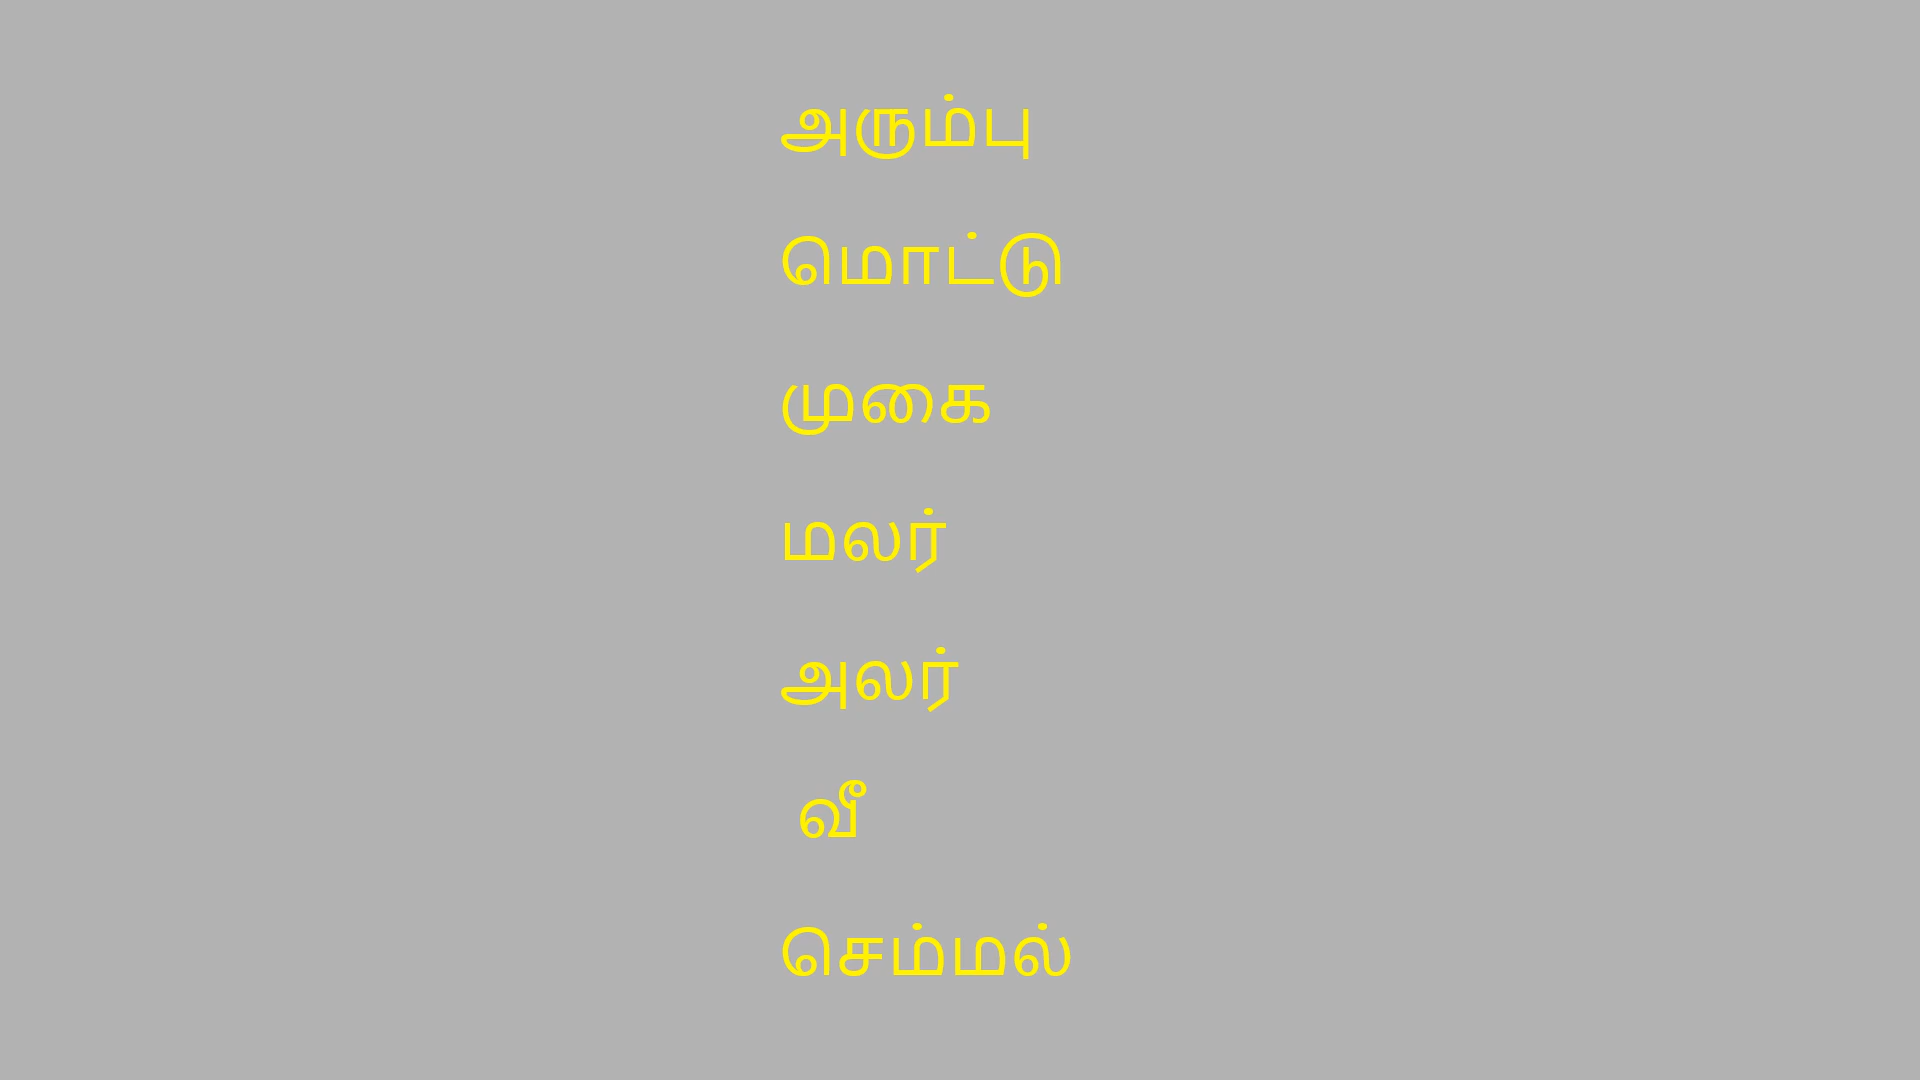 அரும்பு
மொட்டு
முகை
மலர்
அலர்
வீ
செம்மல்